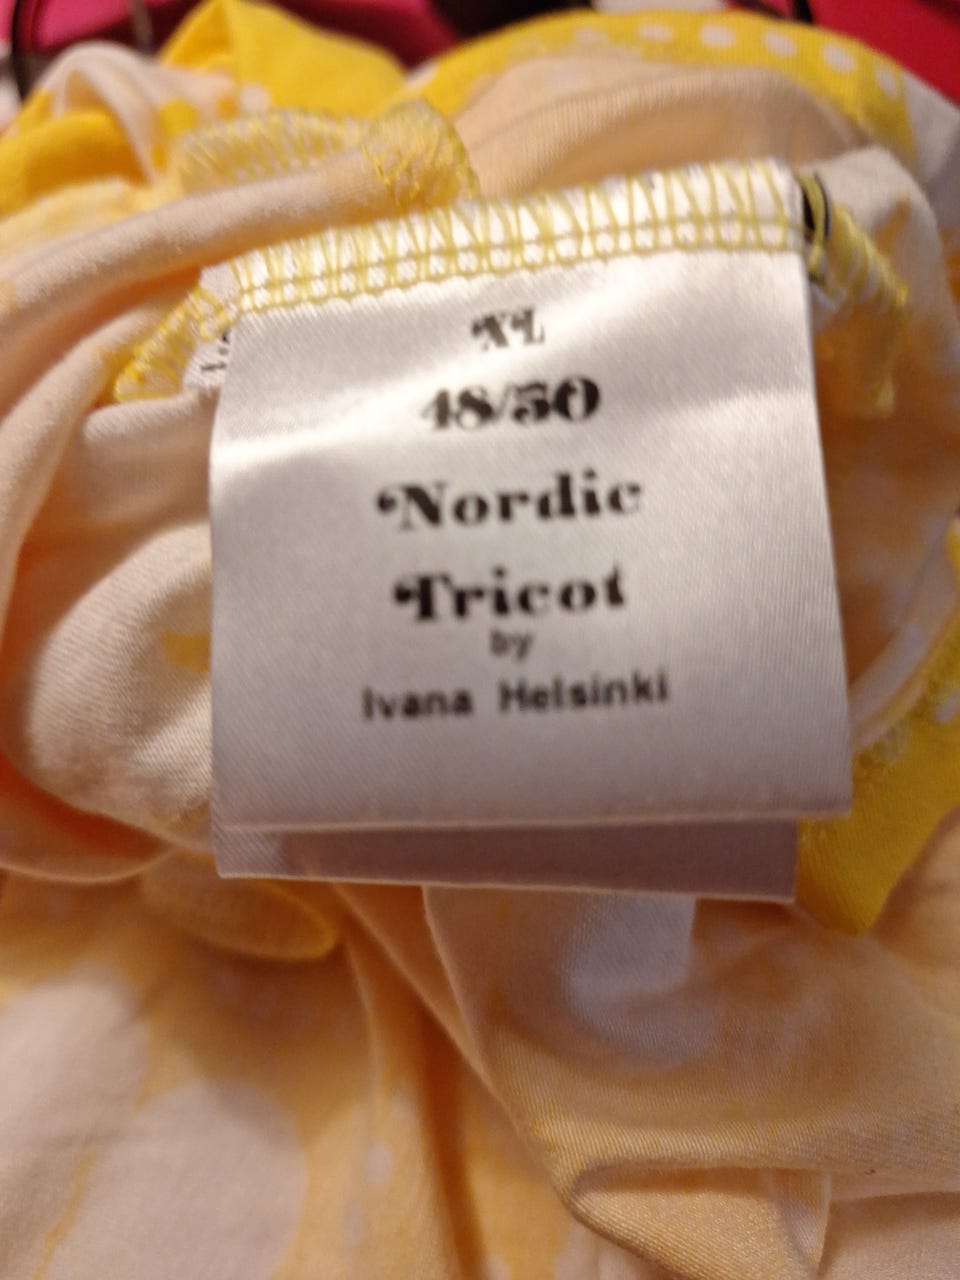 XL
48/50
Nordic
Tricot
by
Ivana Helsinki